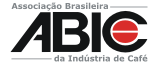 Associação Brasileira
ABIC
da Indústria de Café